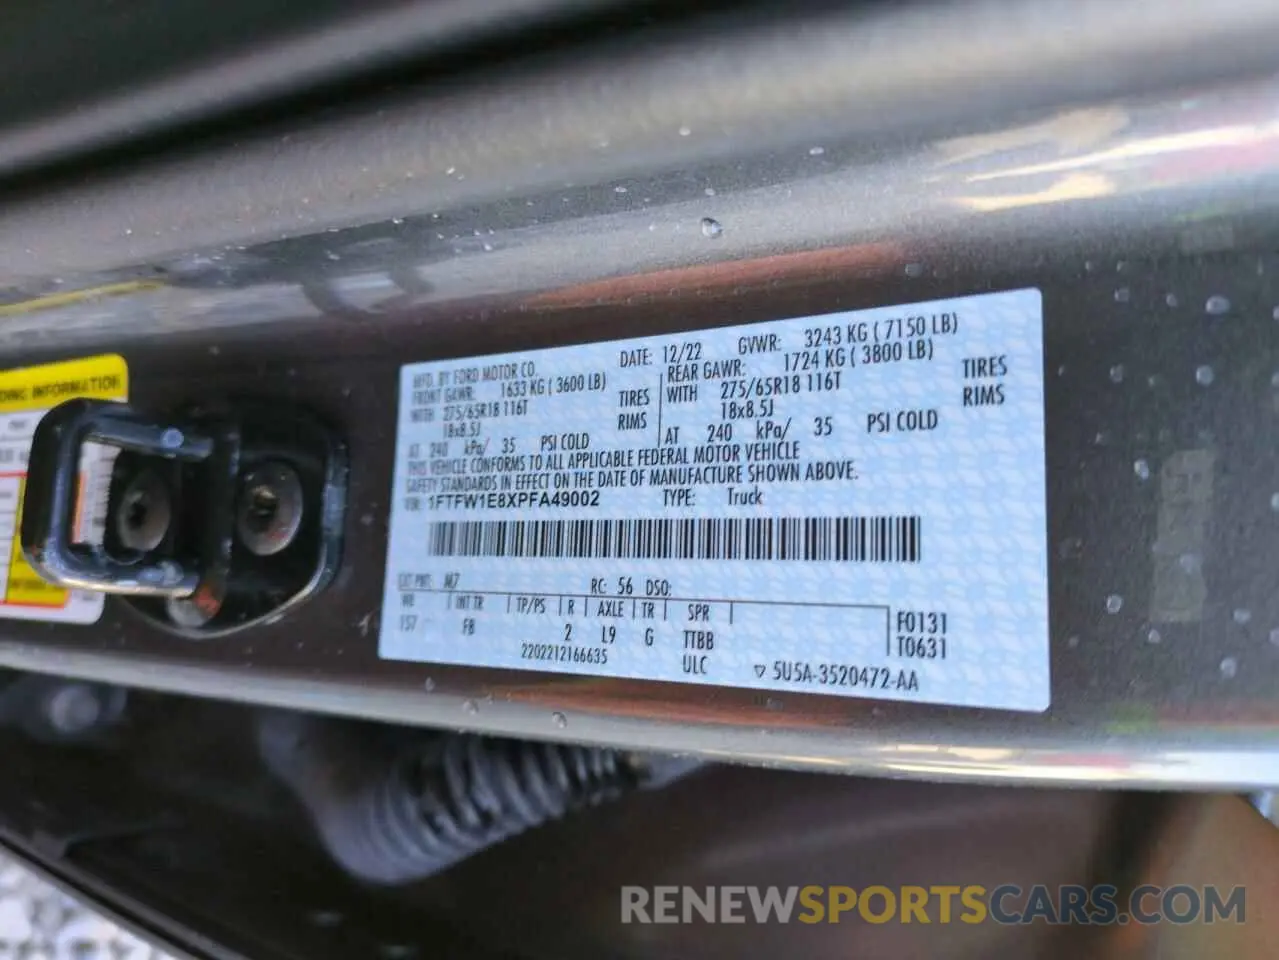 DING INFORMATION
MFD. BY FORD MOTOR CO.
DATE: 12/22 GVWR: 3243 KG ( 7150 LB)
FRONT GAWR: 1633 KG ( 3600 LB)
REAR GAWR: 1724 KG ( 3800 LB)
WITH 275/65R18 116T TIRES
WITH 275/65R18 116T TIRES
18x8.5J RIMS
18x8.5J RIMS
AT 240 kPa/ 35 PSI COLD
AT 240 kPa/ 35 PSI COLD
THIS VEHICLE CONFORMS TO ALL APPLICABLE FEDERAL MOTOR VEHICLE
SAFETY STANDARDS IN EFFECT ON THE DATE OF MANUFACTURE SHOWN ABOVE.
VIN: 1FTFW1E8XPFA49002 TYPE: Truck
EXT PNT: M7 RC: 56 DSO:
WB INT TR TP/PS R AXLE TR SPR
157 FB 2 L9 G TTBB
F0131
T0631
2202212166635 ULC
▽ 5U5A-3520472-AA
RENEWSPORTSCARS.COM